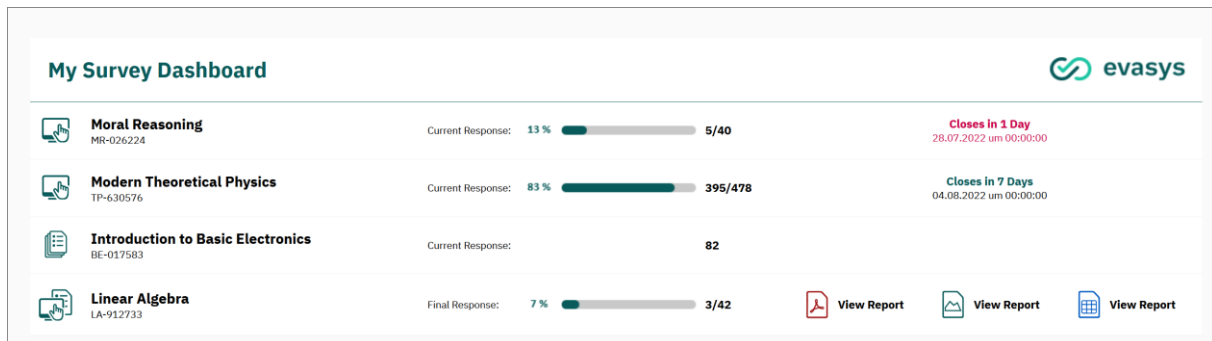 My Survey Dashboard
evasys
Moral Reasoning
MR-026224
Current Response: 13 % 5/40
Closes in 1 Day
28.07.2022 um 00:00:00
Modern Theoretical Physics
TP-630576
Current Response: 83 % 395/478
Closes in 7 Days
04.08.2022 um 00:00:00
Introduction to Basic Electronics
BE-017583
Current Response: 82
Linear Algebra
LA-912733
Final Response: 7 % 3/42
View Report View Report View Report